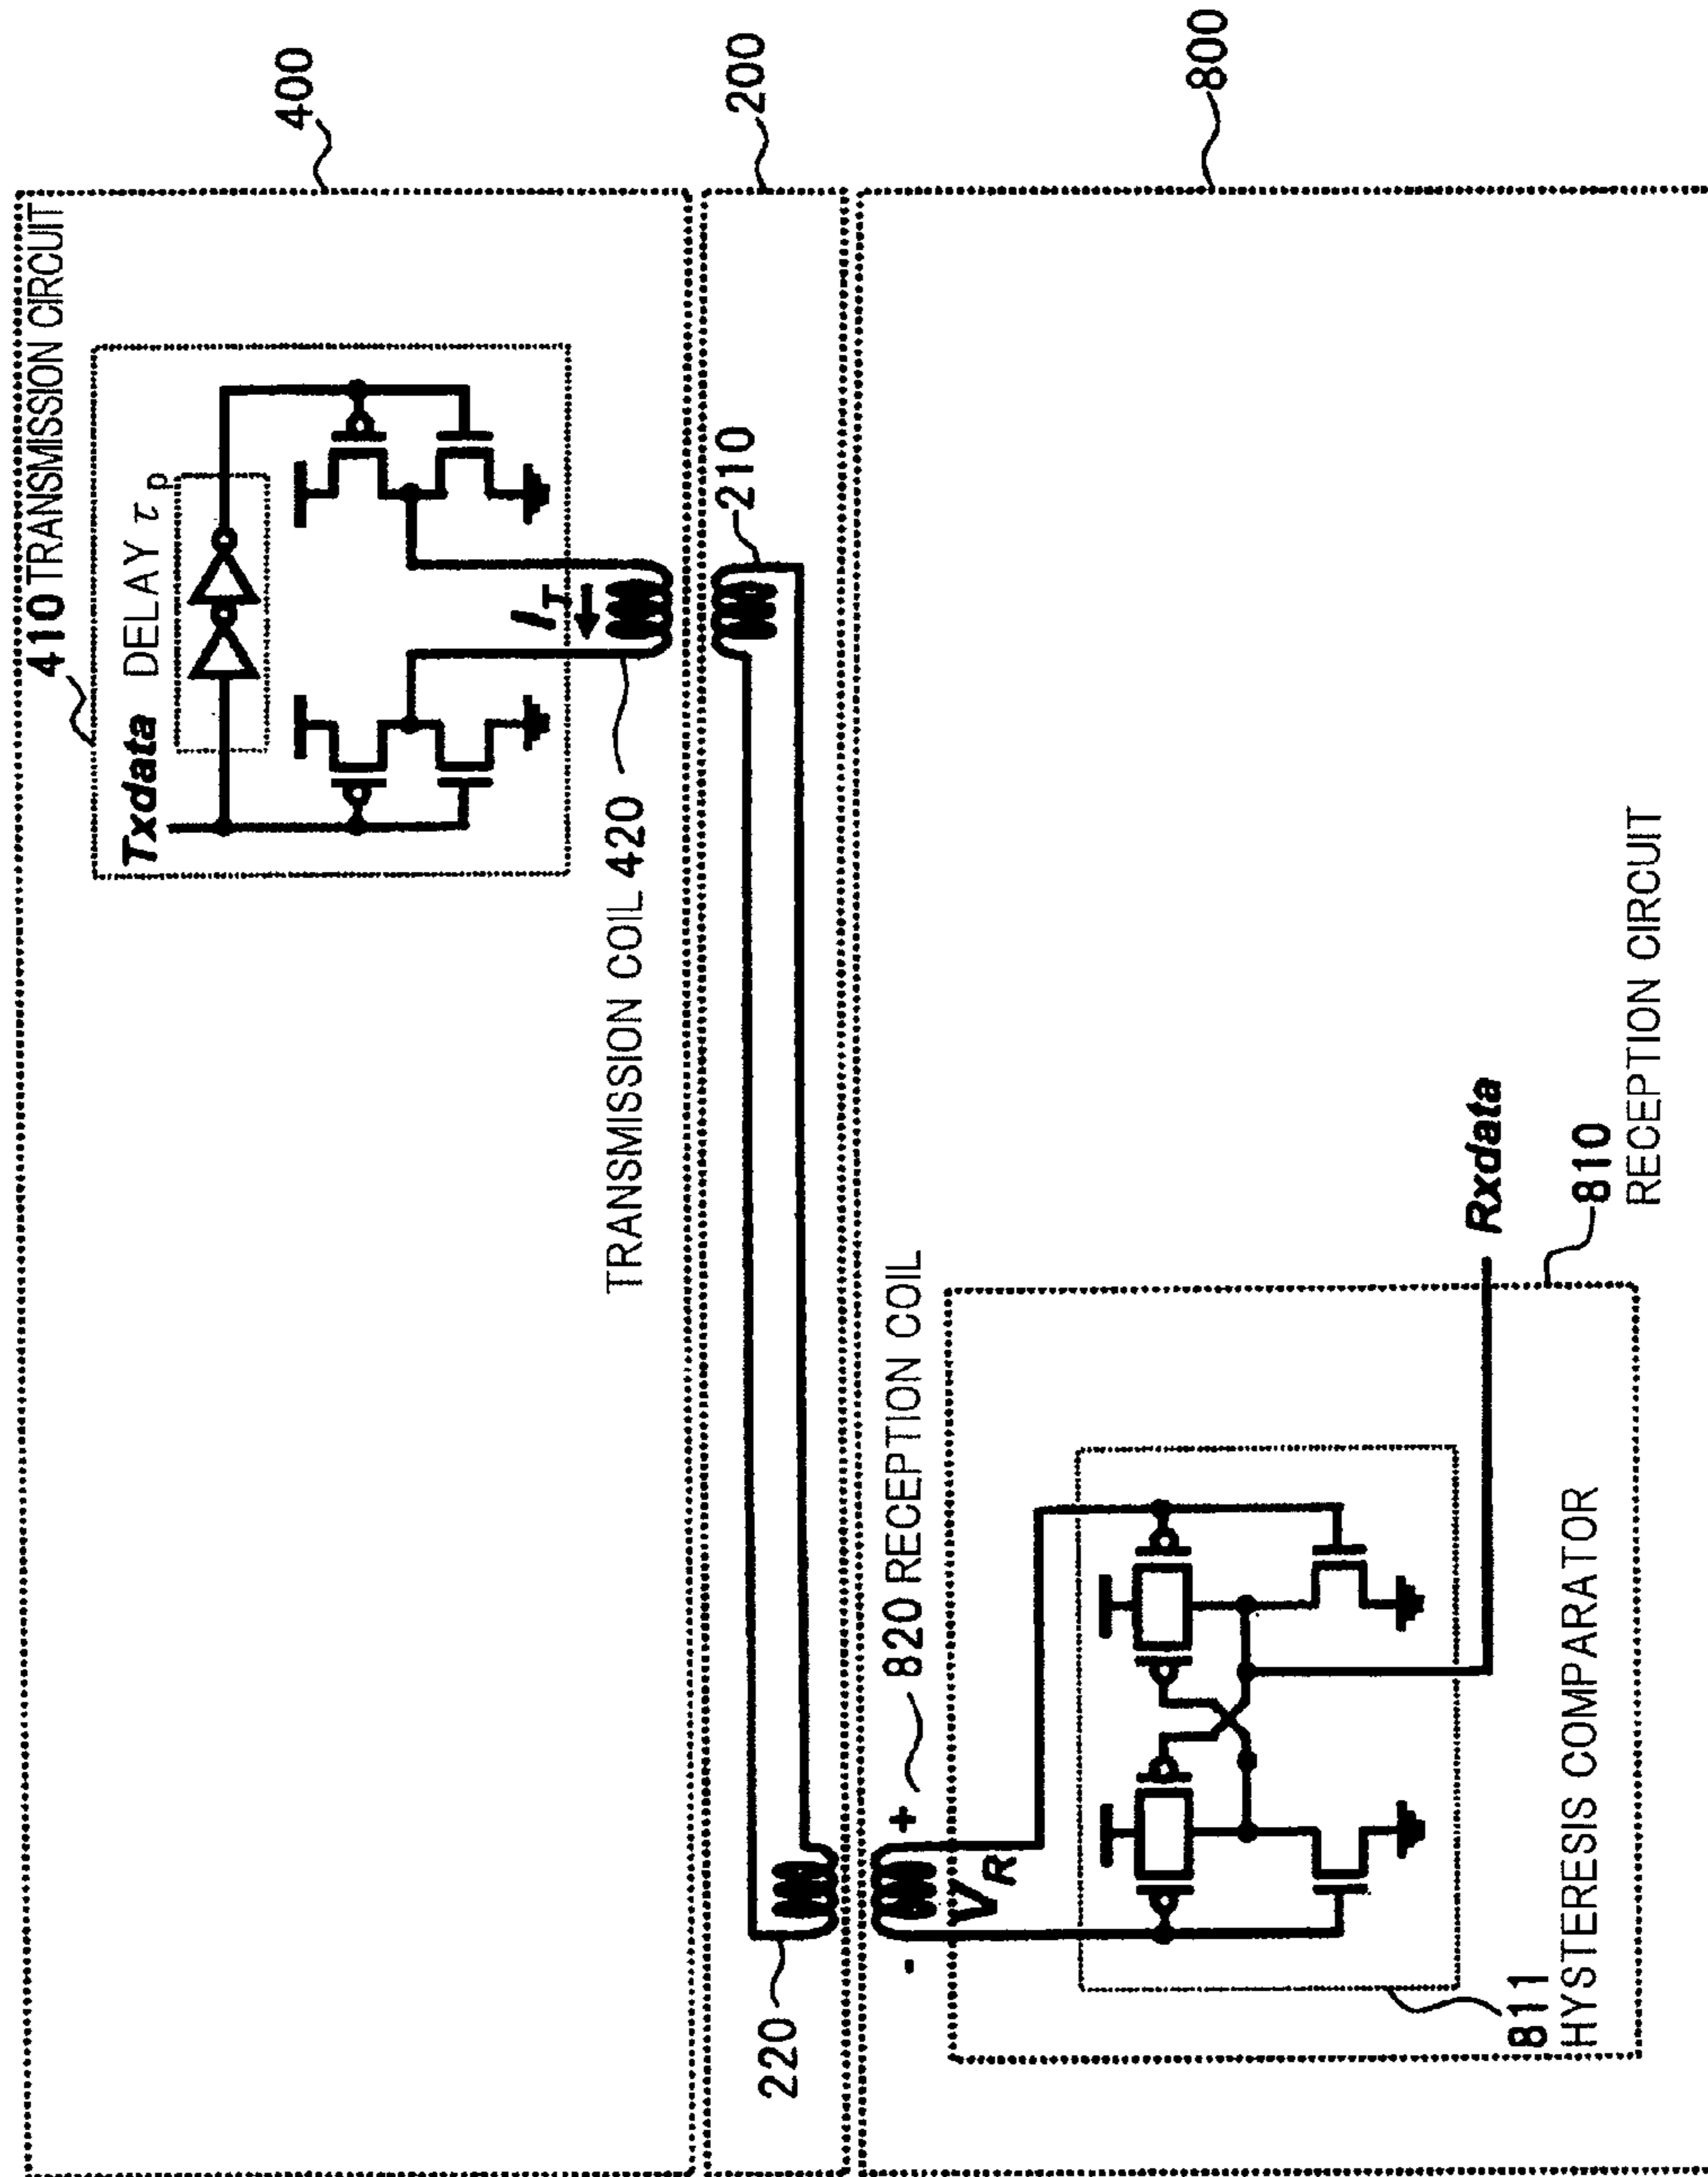 400
410 TRANSMISSION CIRCUIT
Txdata
DELAY τp
IT
TRANSMISSION COIL 420
200
210
220
800
820 RECEPTION COIL
+
-
VR
811
HYSTERESIS COMPARATOR
Rxdata
810
RECEPTION CIRCUIT